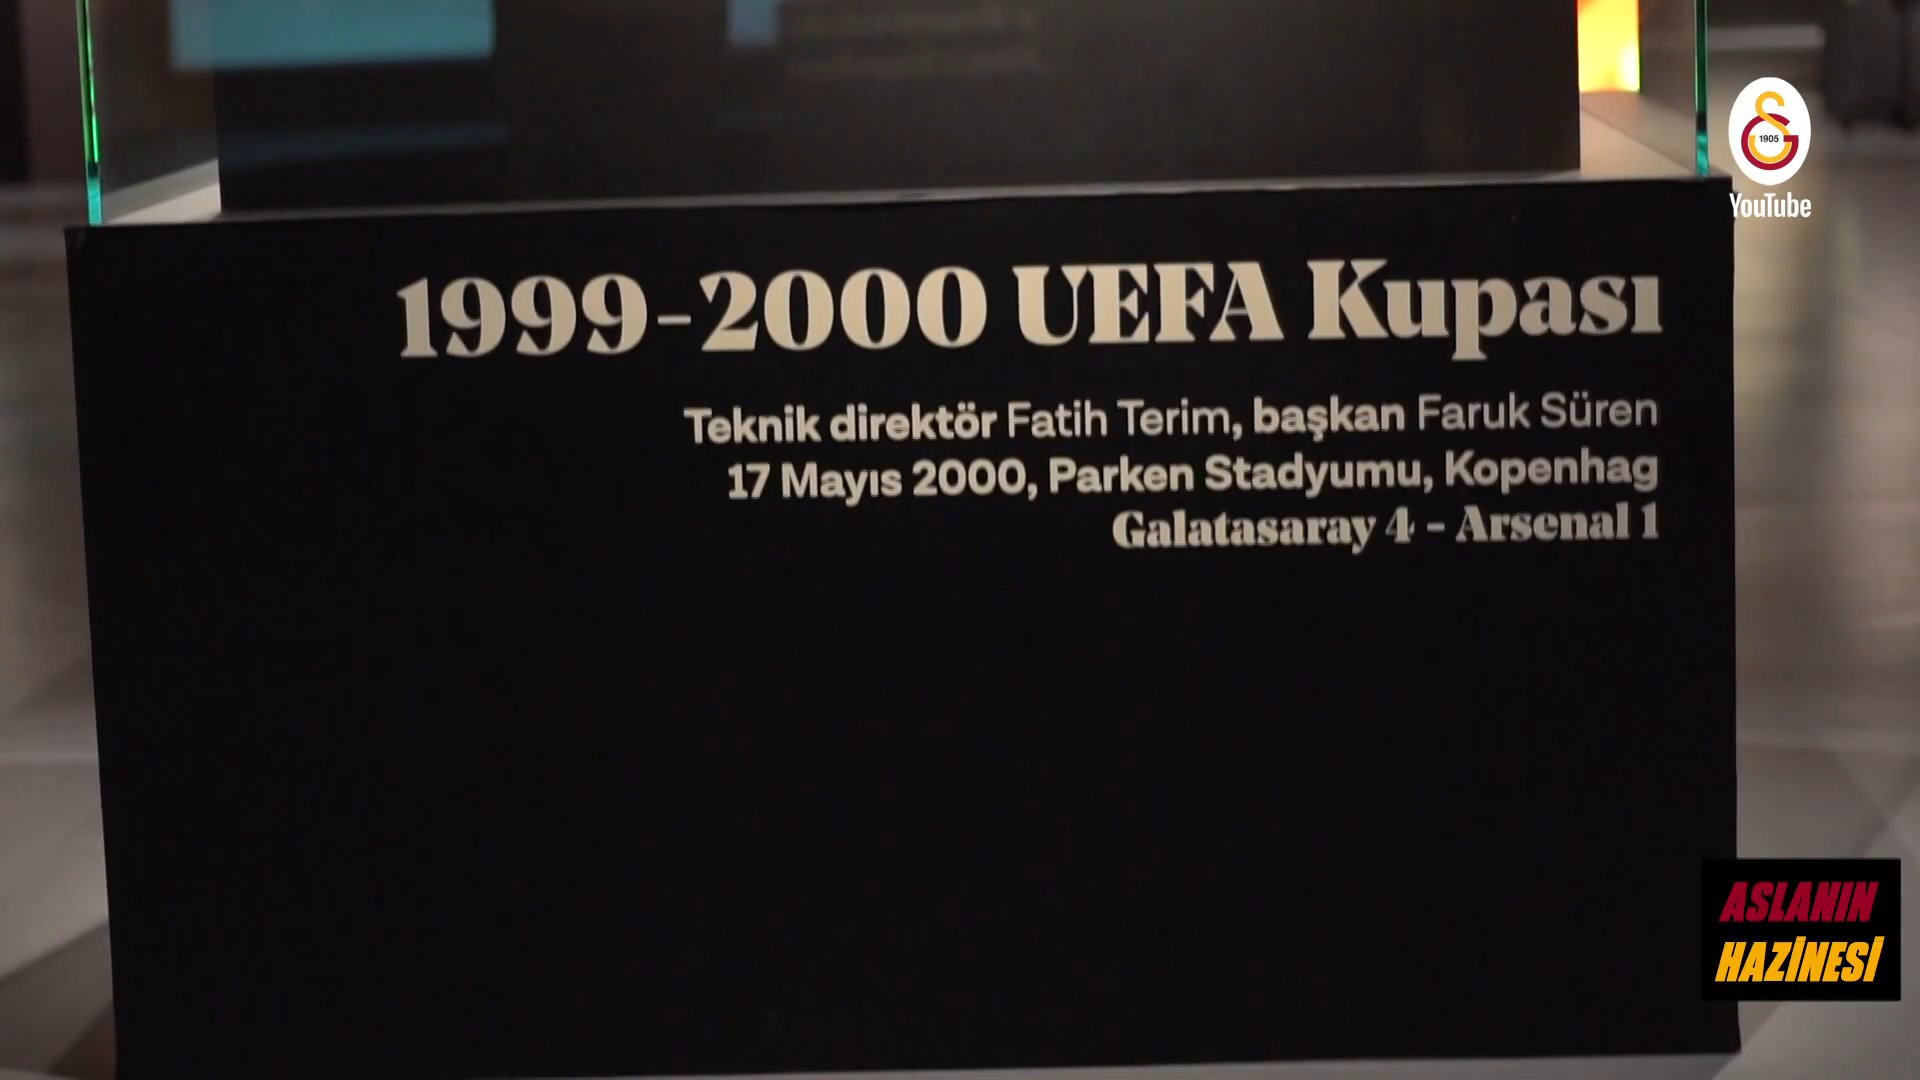 1905
YouTube
1999-2000 UEFA Kupası
Teknik direktör Fatih Terim, başkan Faruk Süren
17 Mayıs 2000, Parken Stadyumu, Kopenhag
Galatasaray 4 - Arsenal 1
ASLANIN
HAZİNESİ